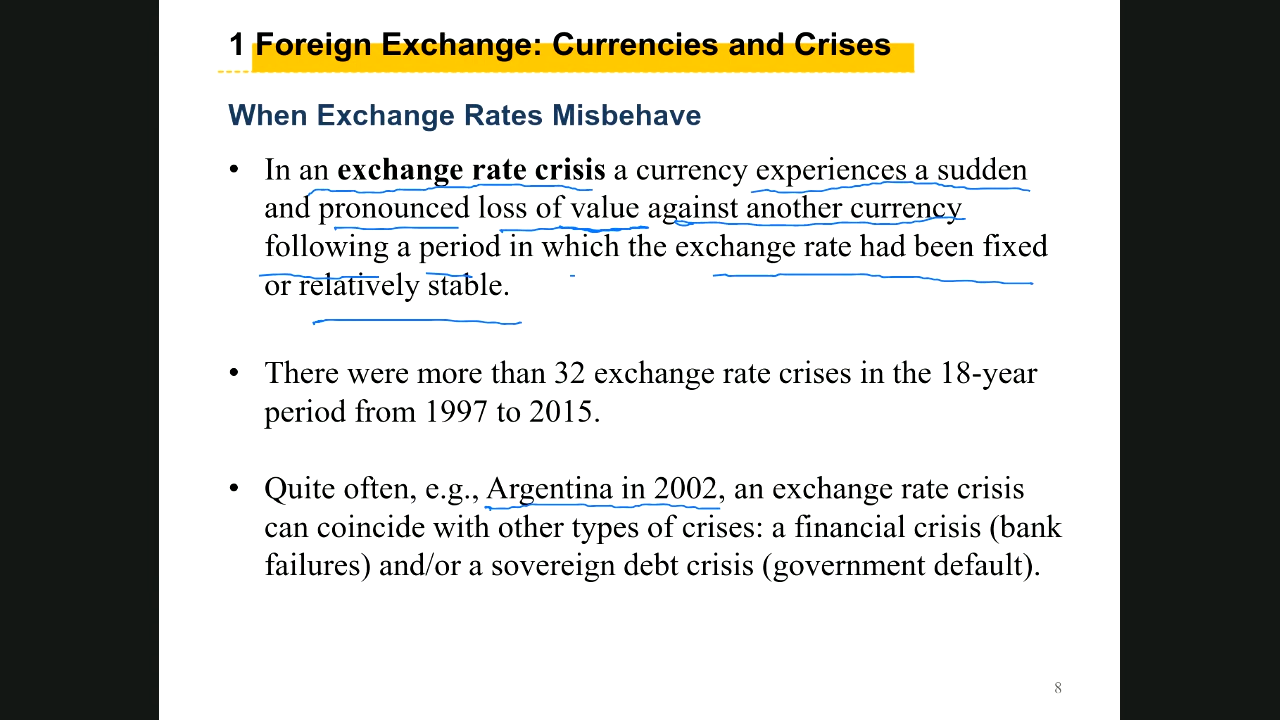 1 Foreign Exchange: Currencies and Crises
When Exchange Rates Misbehave
• In an exchange rate crisis a currency experiences a sudden
and pronounced loss of value against another currency
following a period in which the exchange rate had been fixed
or relatively stable.
• There were more than 32 exchange rate crises in the 18-year
period from 1997 to 2015.
• Quite often, e.g., Argentina in 2002, an exchange rate crisis
can coincide with other types of crises: a financial crisis (bank
failures) and/or a sovereign debt crisis (government default).
8